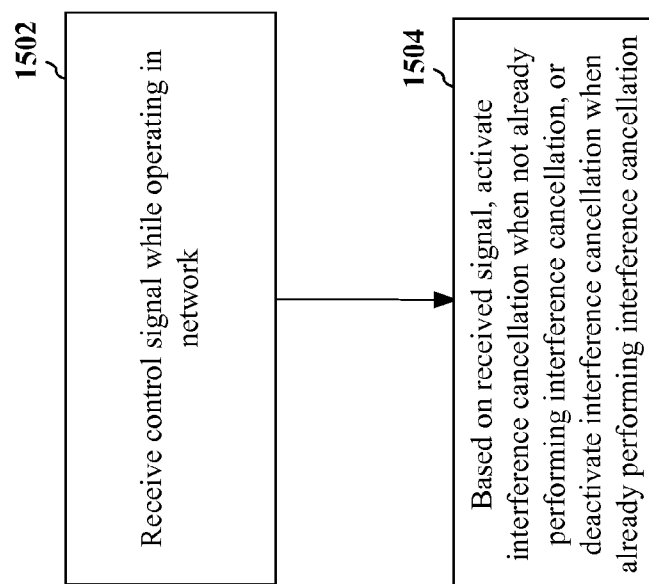 1502
Receive control signal while operating in
network
1504
Based on received signal, activate
interference cancellation when not already
performing interference cancellation, or
deactivate interference cancellation when
already performing interference cancellation